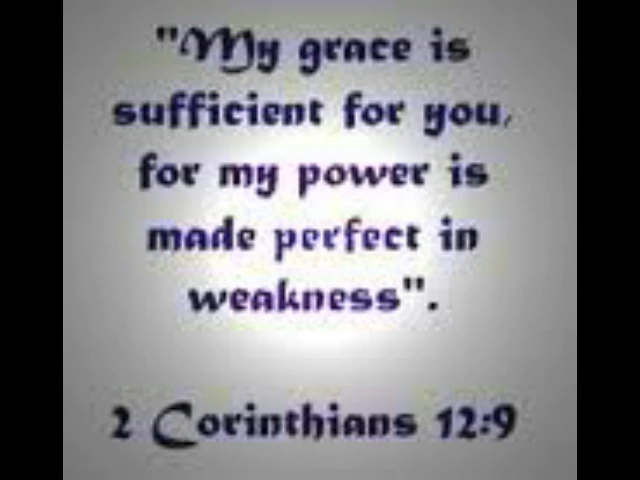 "My grace is
sufficient for you,
for my power is
made perfect in
weakness".
2 Corinthians 12:9